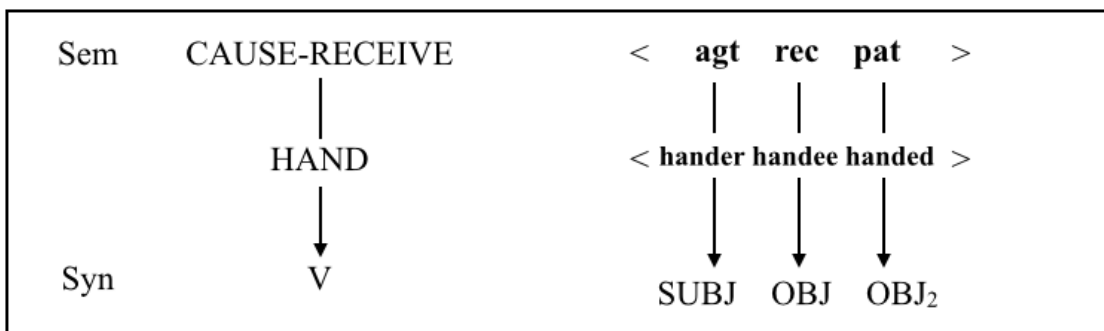 Sem CAUSE-RECEIVE < agt rec pat >
HAND < hander handee handed >
Syn V SUBJ OBJ OBJ₂